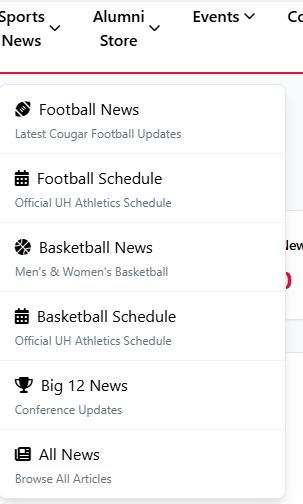 Sports
News
Alumni
Store
Events
Football News
Latest Cougar Football Updates
Football Schedule
Official UH Athletics Schedule
Basketball News
Men's & Women's Basketball
Basketball Schedule
Official UH Athletics Schedule
Big 12 News
Conference Updates
All News
Browse All Articles